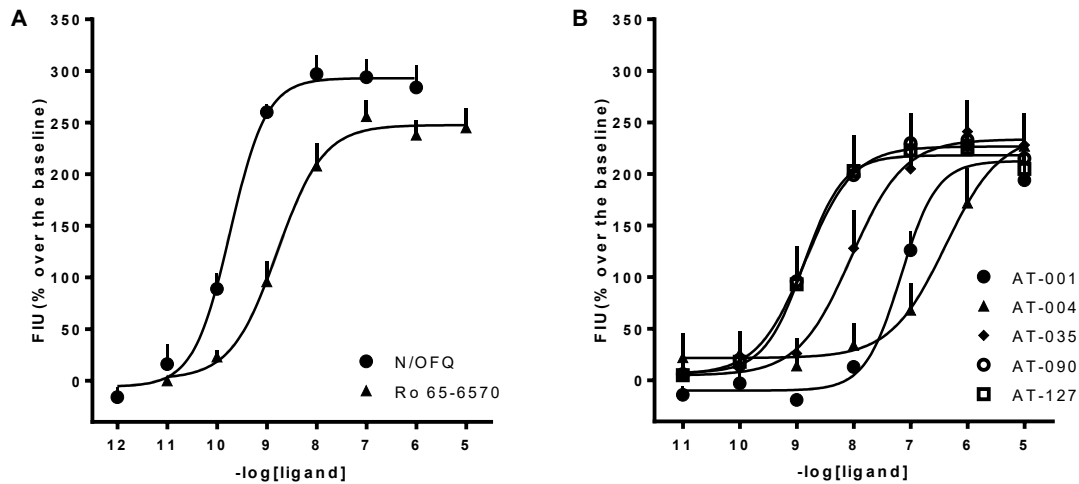 A
FIU(% over the baseline)
350
300
250
200
150
100
50
0
12 11 10 9 8 7 6 5
-log[ligand]
N/OFQ
Ro 65-6570
B
FIU(% over the baseline)
350
300
250
200
150
100
50
0
11 10 9 8 7 6 5
-log[ligand]
AT-001
AT-004
AT-035
AT-090
AT-127